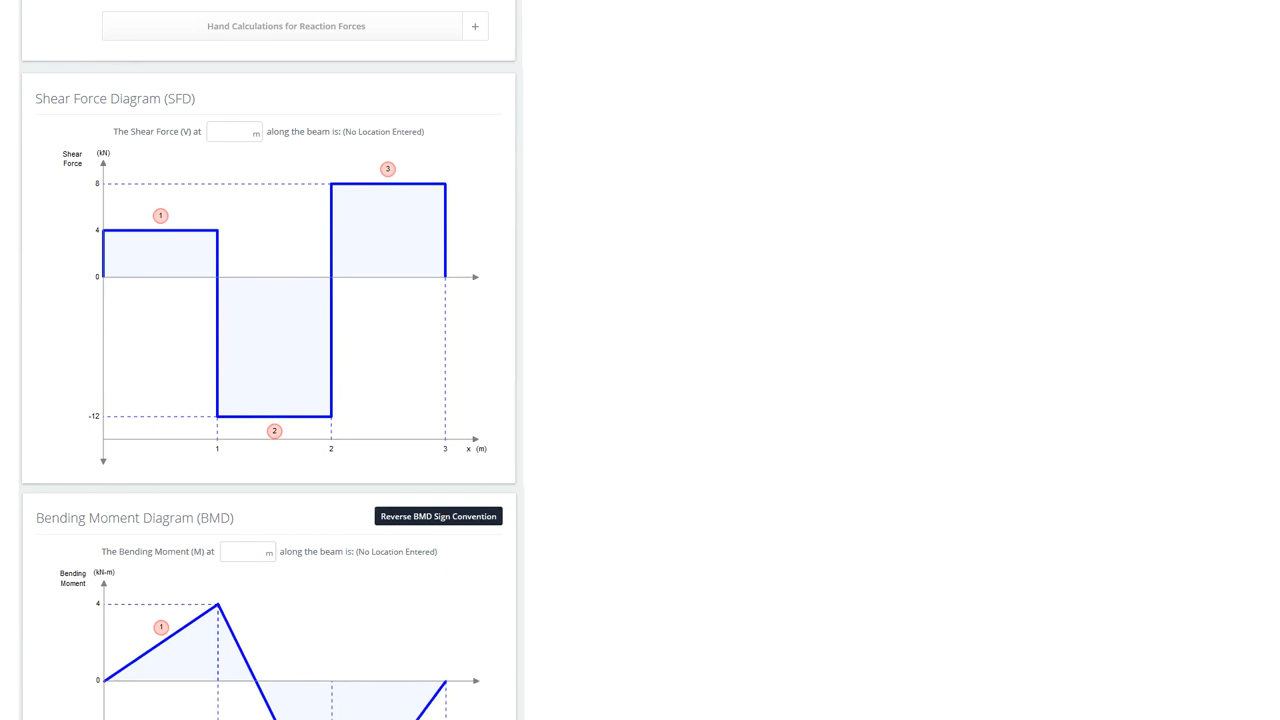 Hand Calculations for Reaction Forces +
Shear Force Diagram (SFD)
The Shear Force (V) at m along the beam is: (No Location Entered)
Shear Force (kN)
8
3
1
4
0
-12
2
1 2 3 x (m)
Bending Moment Diagram (BMD)
Reverse BMD Sign Convention
The Bending Moment (M) at m along the beam is: (No Location Entered)
Bending Moment (kN-m)
4
1
0